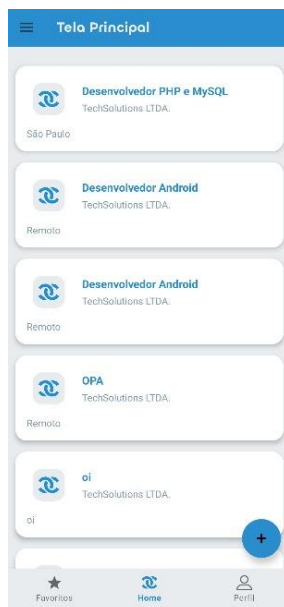 Tela Principal
Desenvolvedor PHP e MySQL
TechSolutions LTDA.
São Paulo
Desenvolvedor Android
TechSolutions LTDA.
Remoto
Desenvolvedor Android
TechSolutions LTDA.
Remoto
OPA
TechSolutions LTDA.
Remoto
oi
TechSolutions LTDA.
oi
+
Favoritos
Home
Perfil